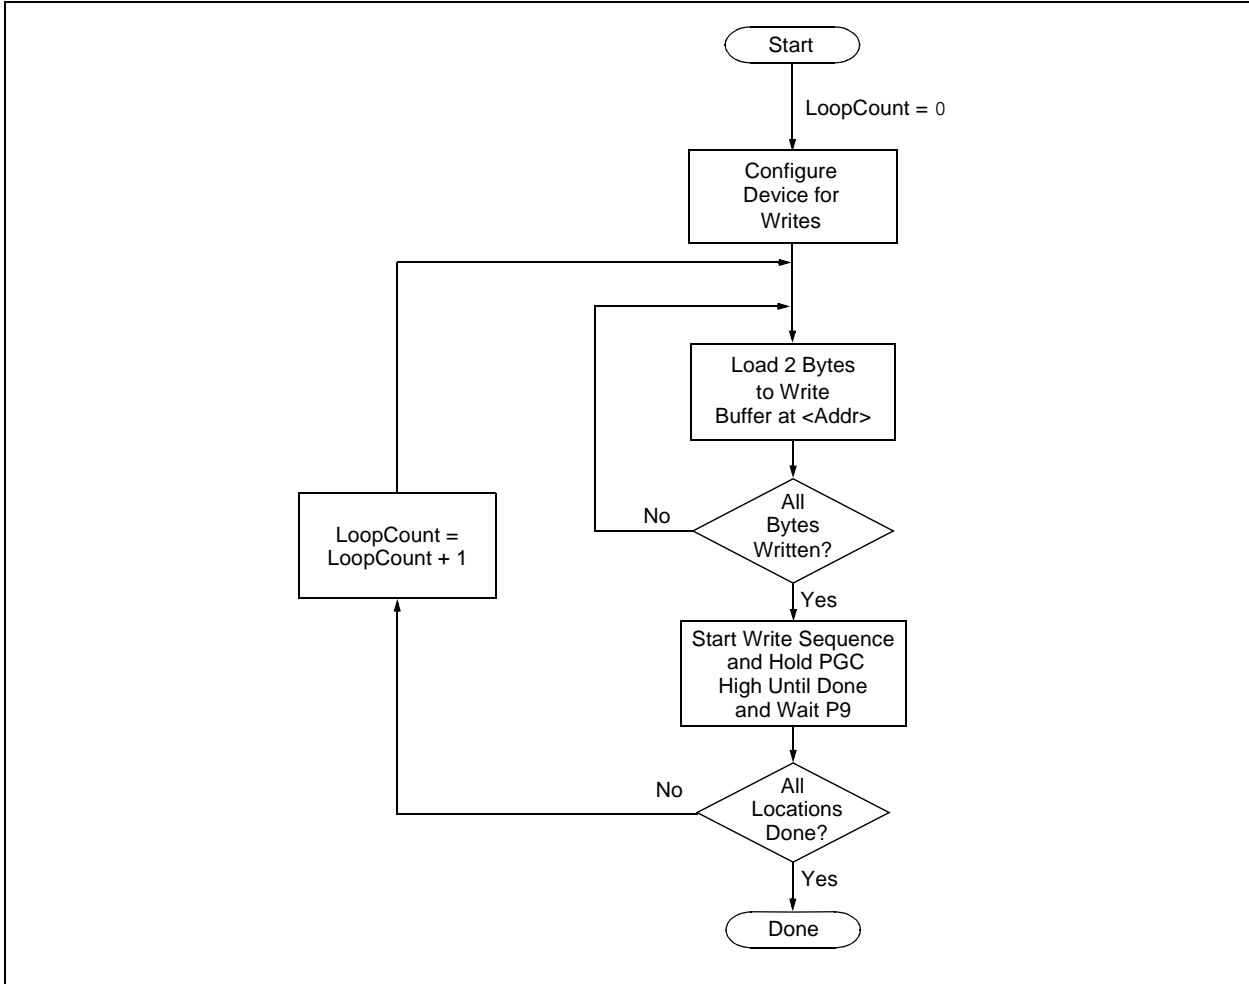 Start
LoopCount = 0
Configure
Device for
Writes
Load 2 Bytes
to Write
Buffer at <Addr>
All
Bytes
Written?
No
Yes
LoopCount =
LoopCount + 1
Start Write Sequence
and Hold PGC
High Until Done
and Wait P9
All
Locations
Done?
No
Yes
Done